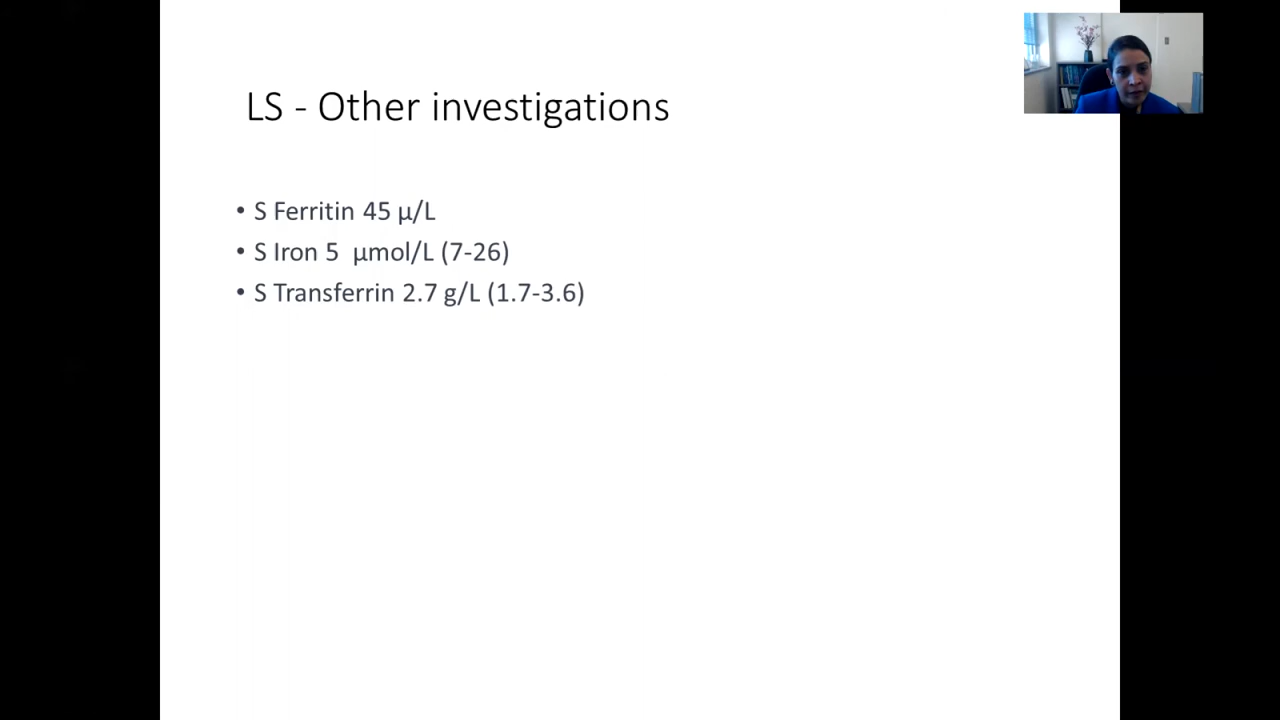 LS - Other investigations
• S Ferritin 45 µ/L
• S Iron 5  µmol/L (7-26)
• S Transferrin 2.7 g/L (1.7-3.6)